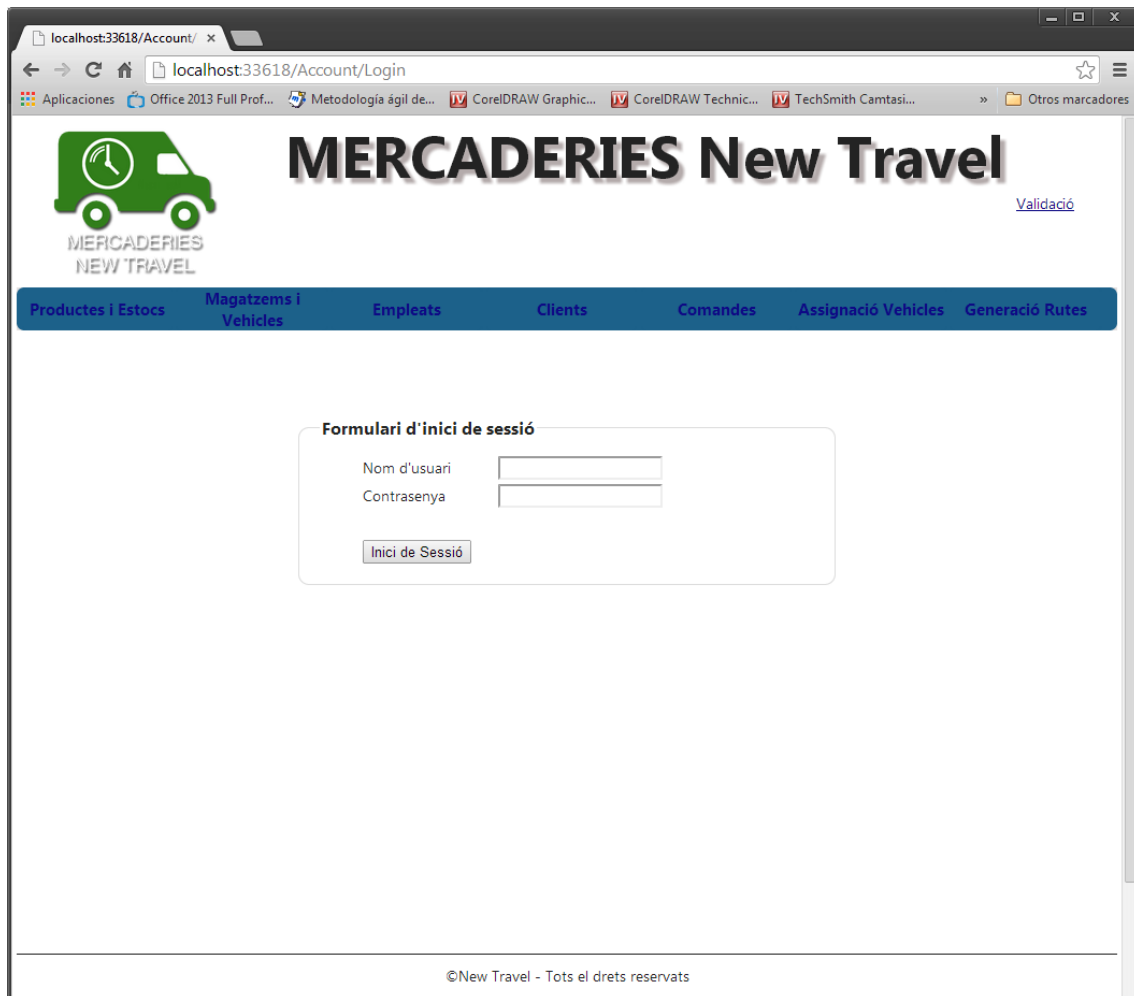 localhost:33618/Account/
localhost:33618/Account/Login
Aplicaciones Office 2013 Full Prof... Metodología ágil de... CorelDRAW Graphic... CorelDRAW Technic... TechSmith Camtasi... » Otros marcadores
MERCADERIES New Travel
Validació
MERCADERIES
NEW TRAVEL
Productes i Estocs Magatzems i Vehicles Empleats Clients Comandes Assignació Vehicles Generació Rutes
Formulari d'inici de sessió
Nom d'usuari
Contrasenya
Inici de Sessió
©New Travel - Tots el drets reservats